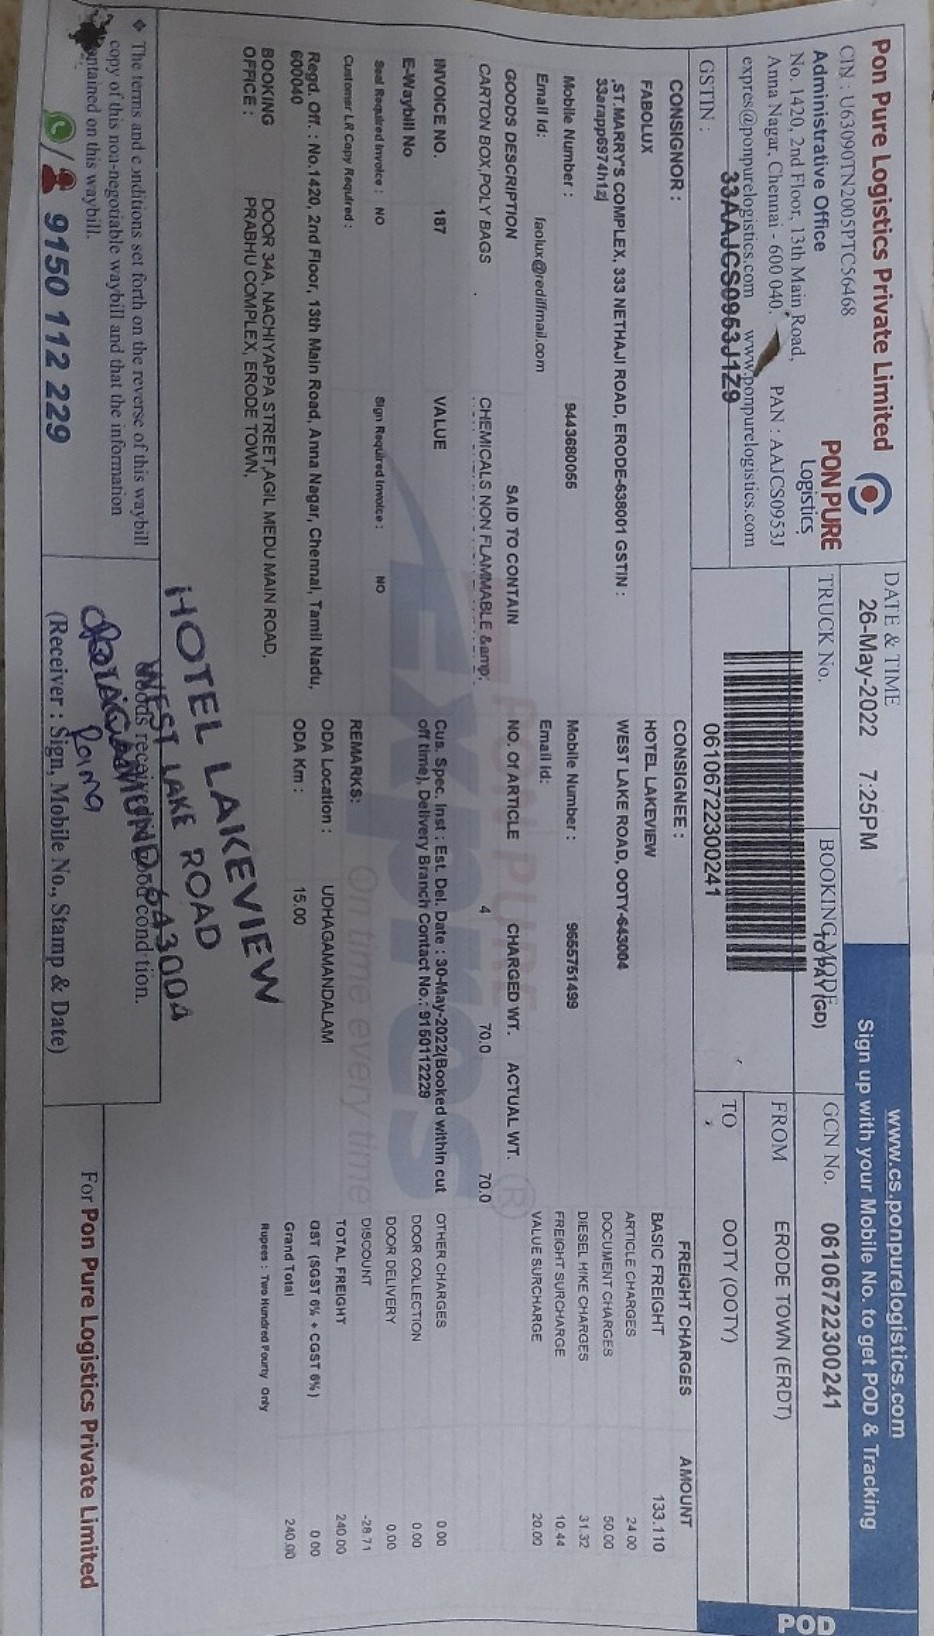 Pon Pure Logistics Private Limited
CIN : U63090TN2005PTC56468
Administrative Office
No. 1420, 2nd Floor, 13th Main Road,
Anna Nagar, Chennai - 600 040.
PAN : AAJCS0953J
expres@ponpurelogistics.com www.ponpurelogistics.com
GSTIN : 33AAJCS0953J1Z9
PONPURE
Logistics
DATE & TIME
26-May-2022 7:25PM
TRUCK No.
BOOKING MODE
TOPAY(GD)
www.cs.ponpurelogistics.com
Sign up with your Mobile No. to get POD & Tracking
GCN No. 06106722300241
FROM ERODE TOWN (ERDT)
TO OOTY (OOTY)
POD
06106722300241
CONSIGNOR :
FABOLUX
,ST.MARRY'S COMPLEX, 333 NETHAJI ROAD, ERODE-638001 GSTIN :
33arapp6974h1zj
Mobile Number : 9443680055
Email Id: faolux@rediffmail.com
CONSIGNEE :
HOTEL LAKEVIEW
WEST LAKE ROAD, OOTY-643004
Mobile Number : 9655751499
Email Id:
GOODS DESCRIPTION SAID TO CONTAIN NO. Of ARTICLE CHARGED WT. ACTUAL WT.
CARTON BOX,POLY BAGS CHEMICALS NON FLAMMABLE &amp; 4 70.0 70.0
INVOICE NO. 187 VALUE
E-Waybill No
Seal Required Invoice : NO Sign Required Invoice : NO
Customer LR Copy Required :
Regd. Off. : No.1420, 2nd Floor, 13th Main Road, Anna Nagar, Chennai, Tamil Nadu,
600040
BOOKING DOOR 34A, NACHIYAPPA STREET,AGIL MEDU MAIN ROAD,
OFFICE : PRABHU COMPLEX, ERODE TOWN,
Cus. Spec. Inst : Est. Del. Date : 30-May-2022(Booked within cut
off time), Delivery Branch Contact No.: 9150112229
REMARKS:
ODA Location : UDHAGAMANDALAM
ODA Km : 15.00
PON PURE
Expres
On time every time
FREIGHT CHARGES AMOUNT
BASIC FREIGHT 133.110
ARTICLE CHARGES 24.00
DOCUMENT CHARGES 50.00
DIESEL HIKE CHARGES 31.32
FREIGHT SURCHARGE 10.44
VALUE SURCHARGE 20.00
OTHER CHARGES 0.00
DOOR COLLECTION 0.00
DOOR DELIVERY 0.00
DISCOUNT -28.71
TOTAL FREIGHT 240.00
GST (SGST 6% + CGST 6%) 0.00
Grand Total 240.00
Rupees : Two Hundred Fourty Only
❖ The terms and conditions set forth on the reverse of this waybill
copy of this non-negotiable waybill and that the information
contained on this waybill.
9150 112 229
HOTEL LAKEVIEW
WEST LAKE ROAD
643004
Goods received in good condition.
(Receiver : Sign, Mobile No., Stamp & Date)
For Pon Pure Logistics Private Limited